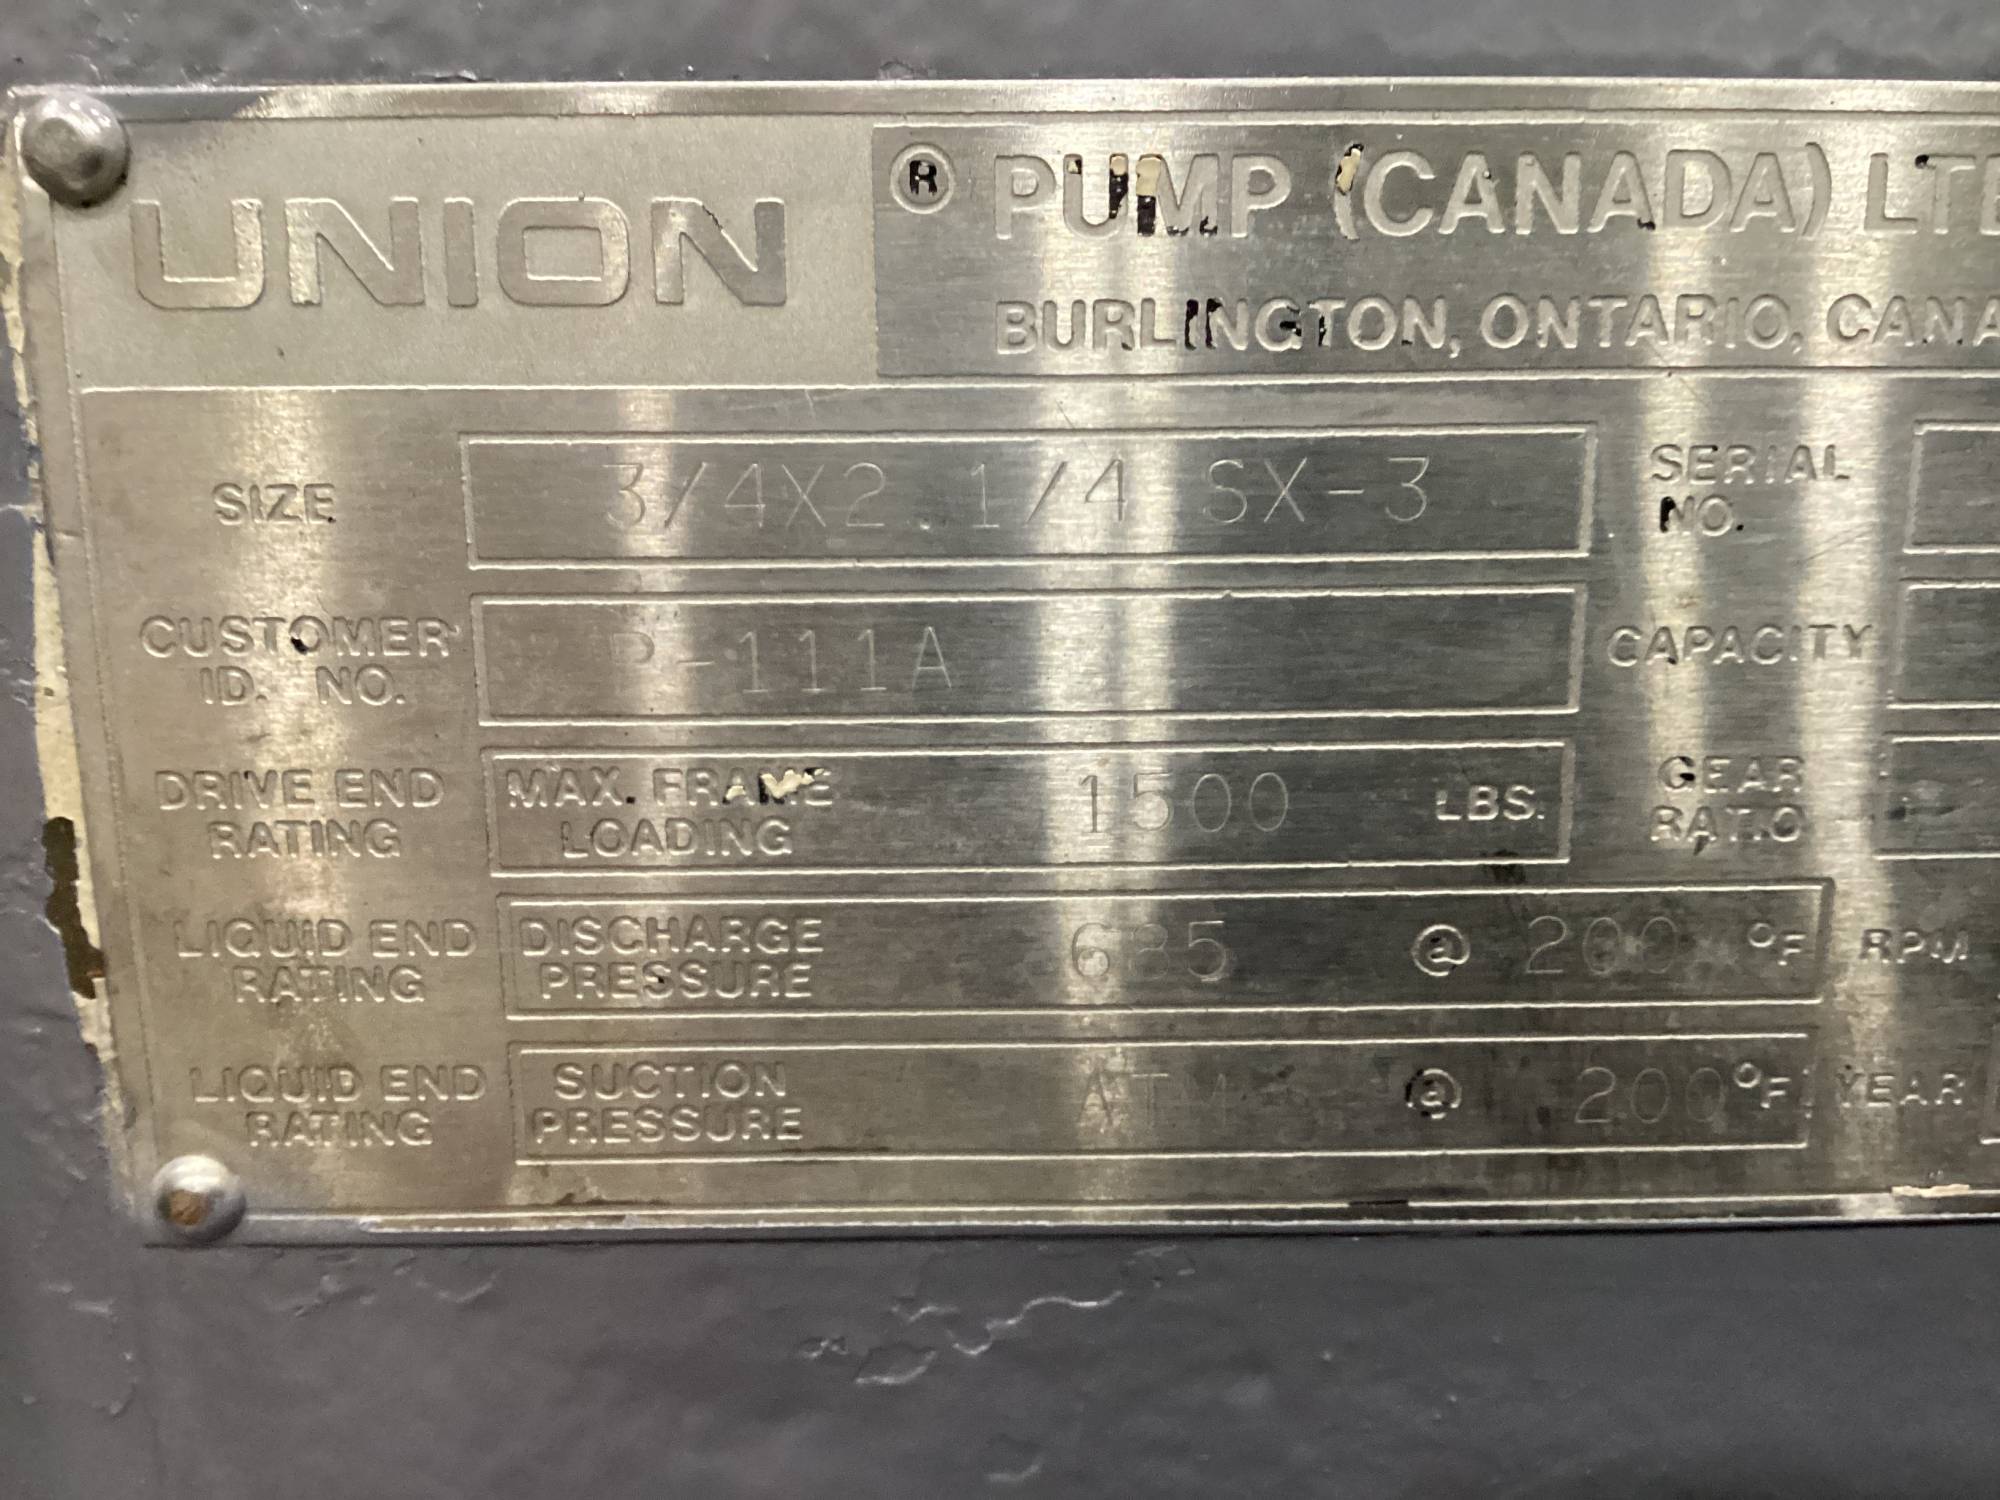 UNION ® PUMP (CANADA) LT
BURLINGTON, ONTARIO, CANA
SIZE 3/4X2.1/4 SX-3 SERIAL NO.
CUSTOMER ID. NO. P-111A CAPACITY
DRIVE END RATING MAX. FRAME LOADING 1500 LBS. GEAR RATIO
LIQUID END RATING DISCHARGE PRESSURE 685 @ 200 °F RPM
LIQUID END RATING SUCTION PRESSURE ATM @ 200 °F YEAR